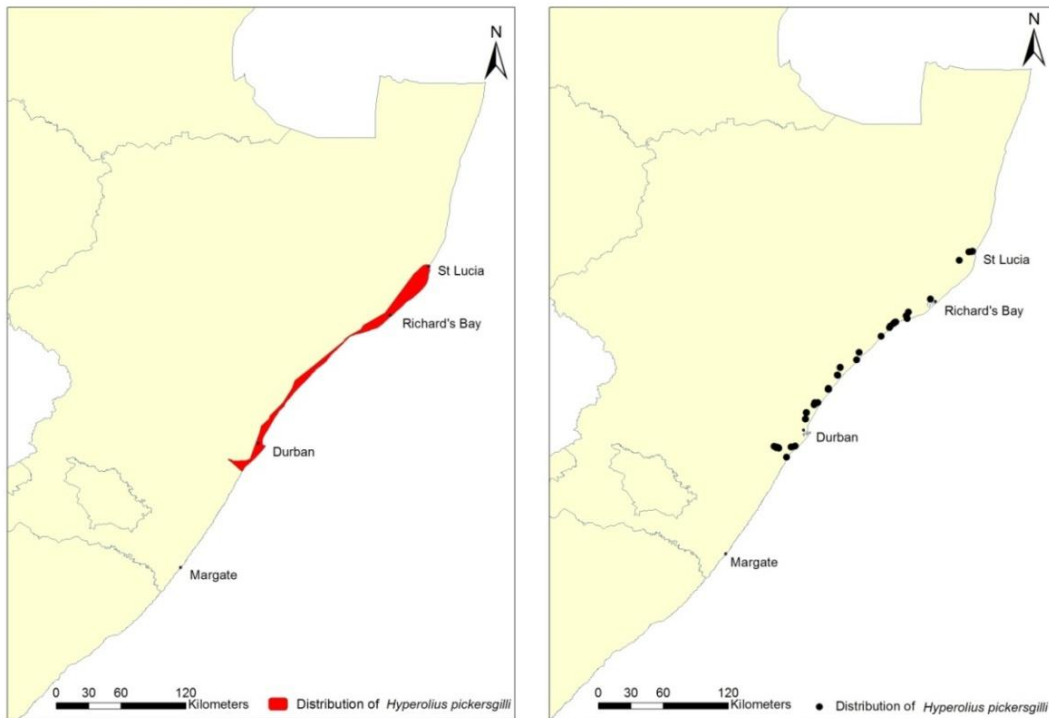 N
St Lucia
Richard's Bay
Durban
Margate
0 30 60 120
Kilometers
Distribution of Hyperolius pickersgilli
N
St Lucia
Richard's Bay
Durban
Margate
0 30 60 120
Kilometers
Distribution of Hyperolius pickersgilli